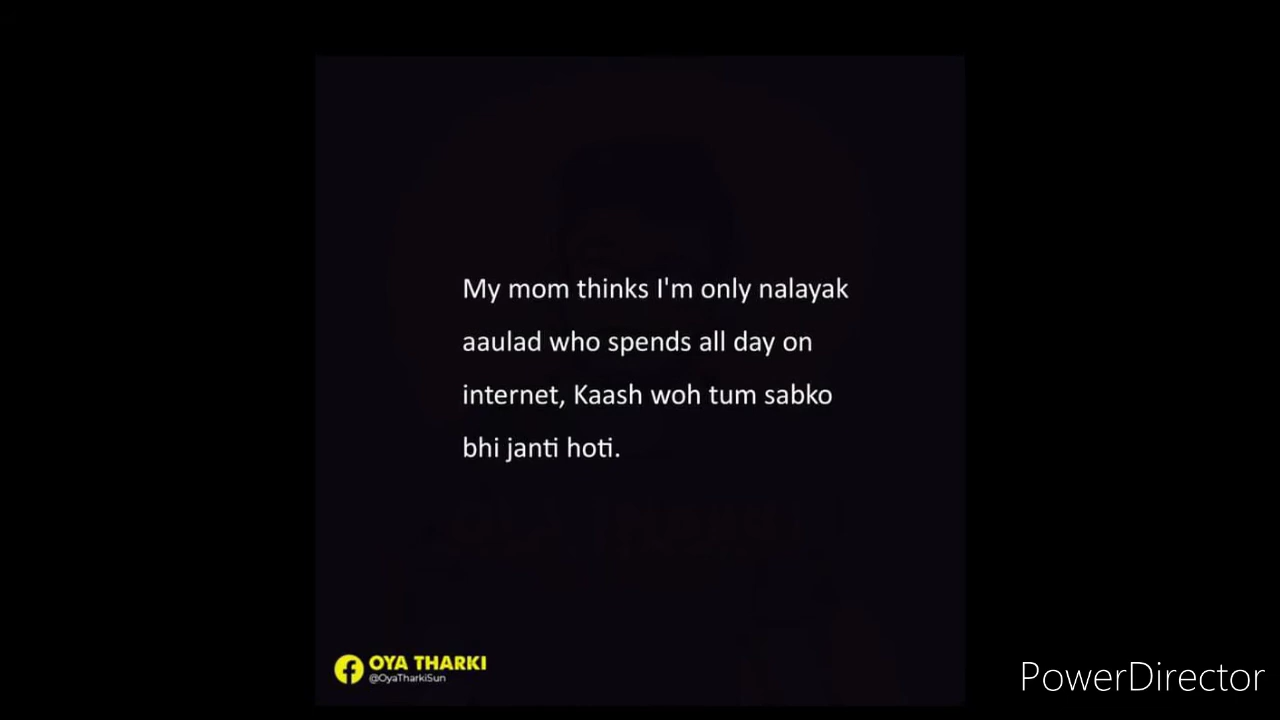 My mom thinks I'm only nalayak
aaulad who spends all day on
internet, Kaash woh tum sabko
bhi janti hoti.
OYA THARKI
@OyaTharkiSun
PowerDirector